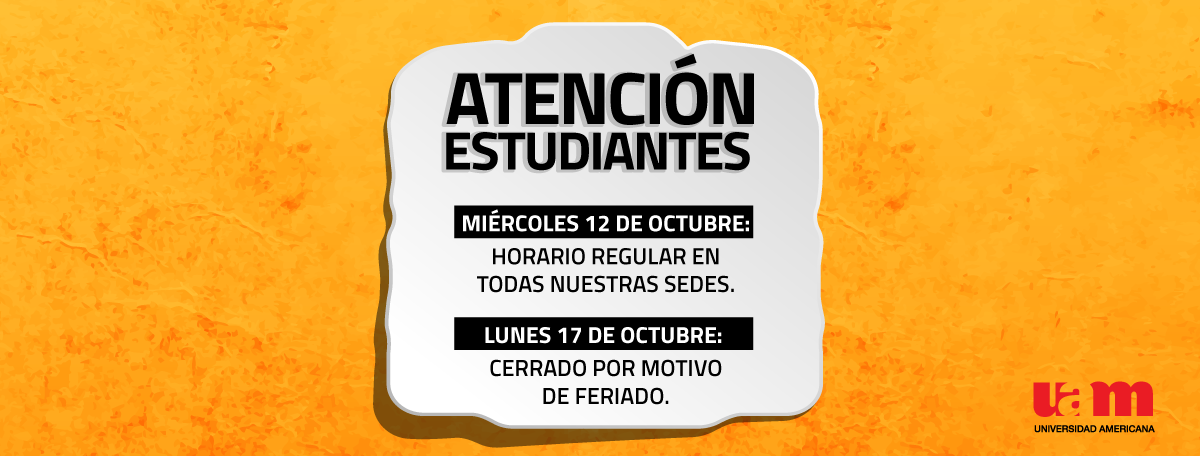 ATENCIÓN
ESTUDIANTES
MIÉRCOLES 12 DE OCTUBRE:
HORARIO REGULAR EN
TODAS NUESTRAS SEDES.
LUNES 17 DE OCTUBRE:
CERRADO POR MOTIVO
DE FERIADO.
uam
UNIVERSIDAD AMERICANA